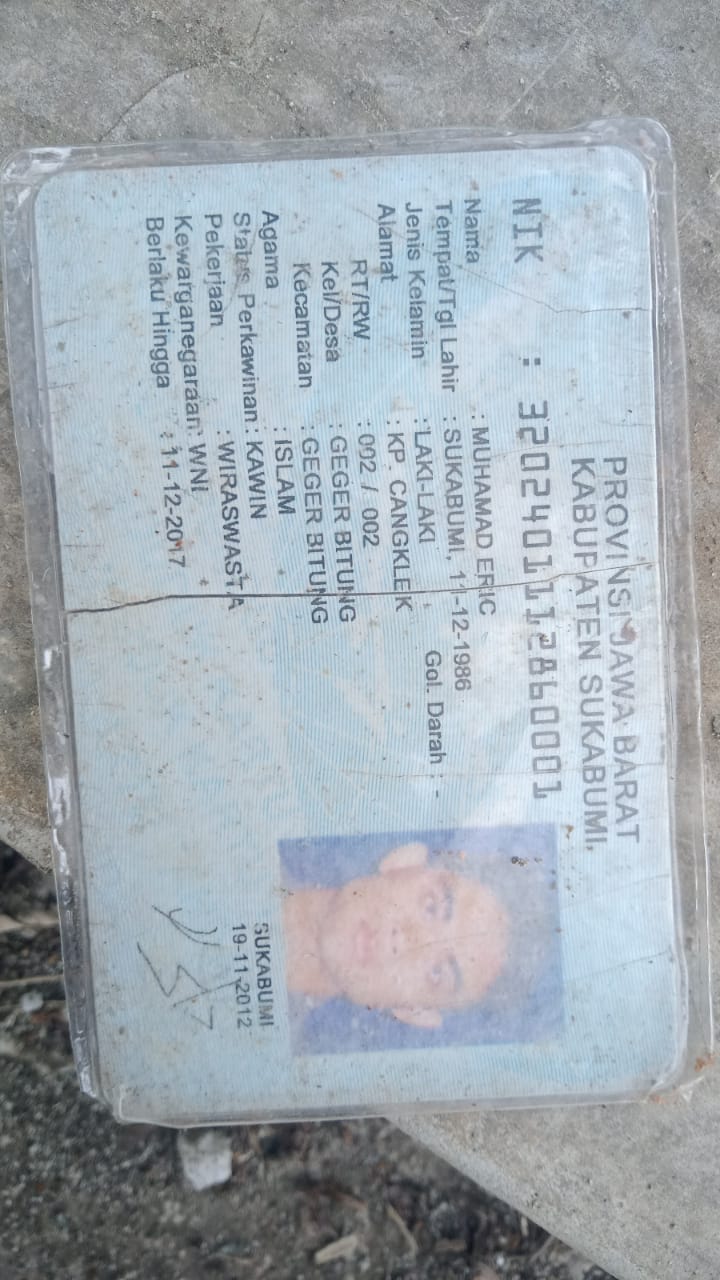 PROVINSI JAWA BARAT
KABUPATEN SUKABUMI
NIK : 3202401112860001
Nama : MUHAMAD ERIC
Tempat/Tgl Lahir : SUKABUMI, 11-12-1986
Jenis Kelamin : LAKI-LAKI Gol. Darah : -
Alamat : KP. CANGKLEK
RT/RW : 002 / 002
Kel/Desa : GEGER BITUNG
Kecamatan : GEGER BITUNG
Agama : ISLAM
Status Perkawinan : KAWIN
Pekerjaan : WIRASWASTA
Kewarganegaraan : WNI
Berlaku Hingga : 11-12-2017
SUKABUMI
19-11-2012